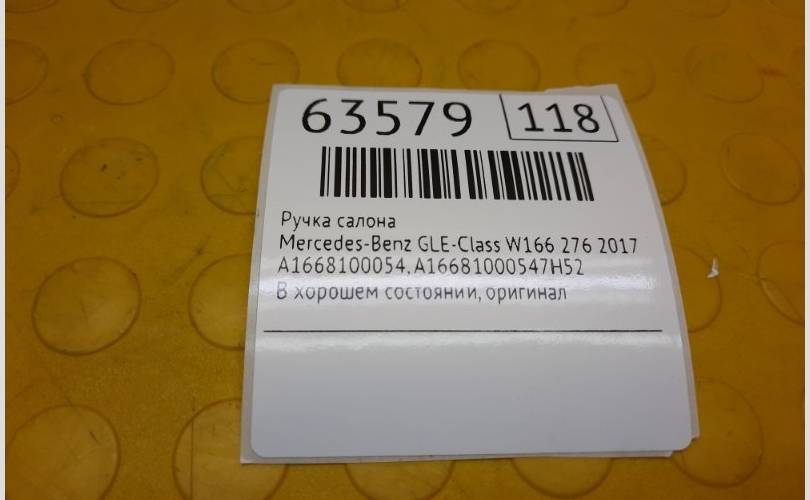 63579 118
Ручка салона
Mercedes-Benz GLE-Class W166 276 2017
A1668100054,A16681000547H52
В хорошем состоянии, оригинал